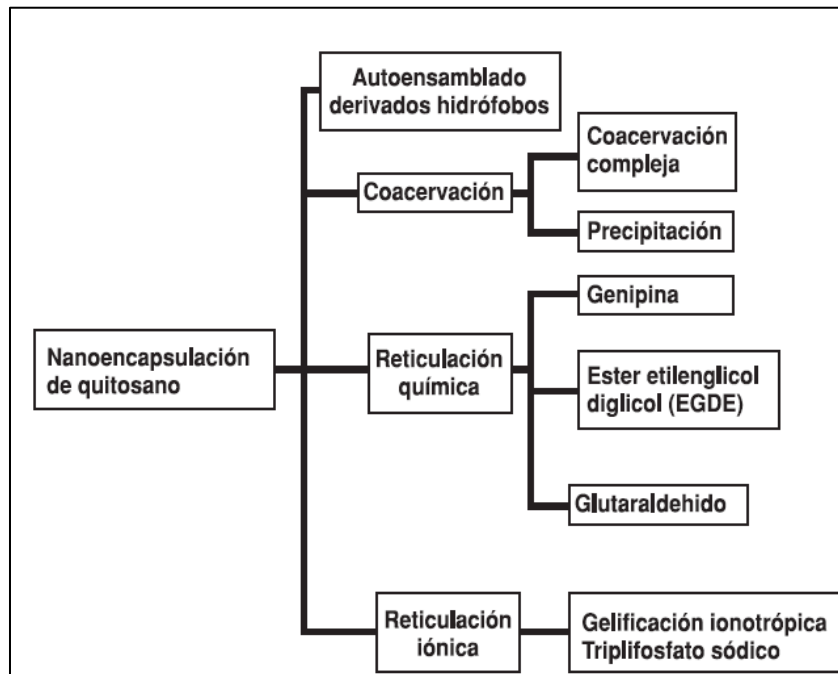 Autoensamblado
derivados hidrófobos
Coacervación
Coacervación
compleja
Precipitación
Nanoencapsulación
de quitosano
Reticulación
química
Genipina
Ester etilenglicol
diglicol (EGDE)
Glutaraldehido
Reticulación
iónica
Gelificación ionotrópica
Triplifosfato sódico